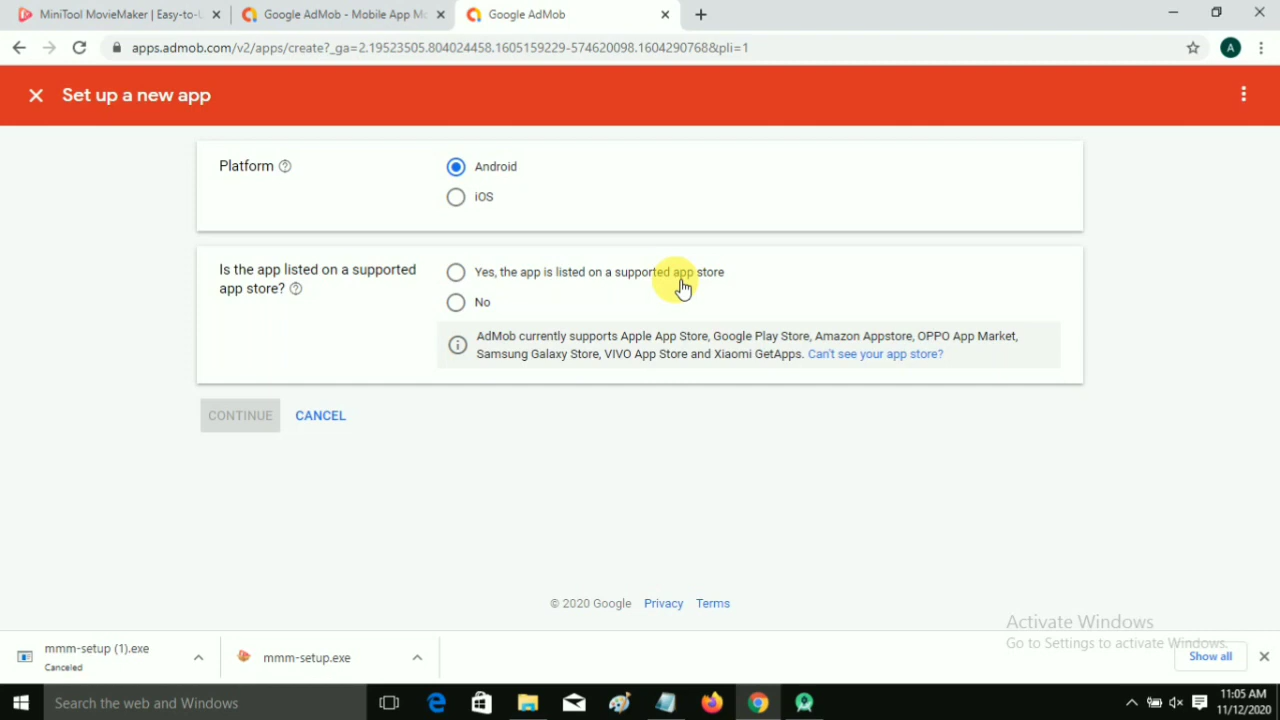 MiniTool MovieMaker | Easy-to-U
Google AdMob - Mobile App Mo
Google AdMob
apps.admob.com/v2/apps/create?_ga=2.19523505.804024458.1605159229-574620098.1604290768&pli=1
A
Set up a new app
Platform
Android
iOS
Is the app listed on a supported
app store?
Yes, the app is listed on a supported app store
No
AdMob currently supports Apple App Store, Google Play Store, Amazon Appstore, OPPO App Market,
Samsung Galaxy Store, VIVO App Store and Xiaomi GetApps. Can't see your app store?
CONTINUE
CANCEL
© 2020 Google Privacy Terms
Activate Windows
Go to Settings to activate Windows.
mmm-setup (1).exe
Canceled
mmm-setup.exe
Show all
Search the web and Windows
11:05 AM
11/12/2020